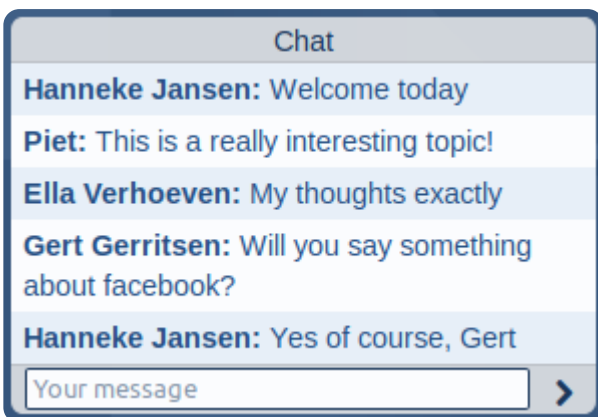 Chat
Hanneke Jansen: Welcome today
Piet: This is a really interesting topic!
Ella Verhoeven: My thoughts exactly
Gert Gerritsen: Will you say something
about facebook?
Hanneke Jansen: Yes of course, Gert
Your message